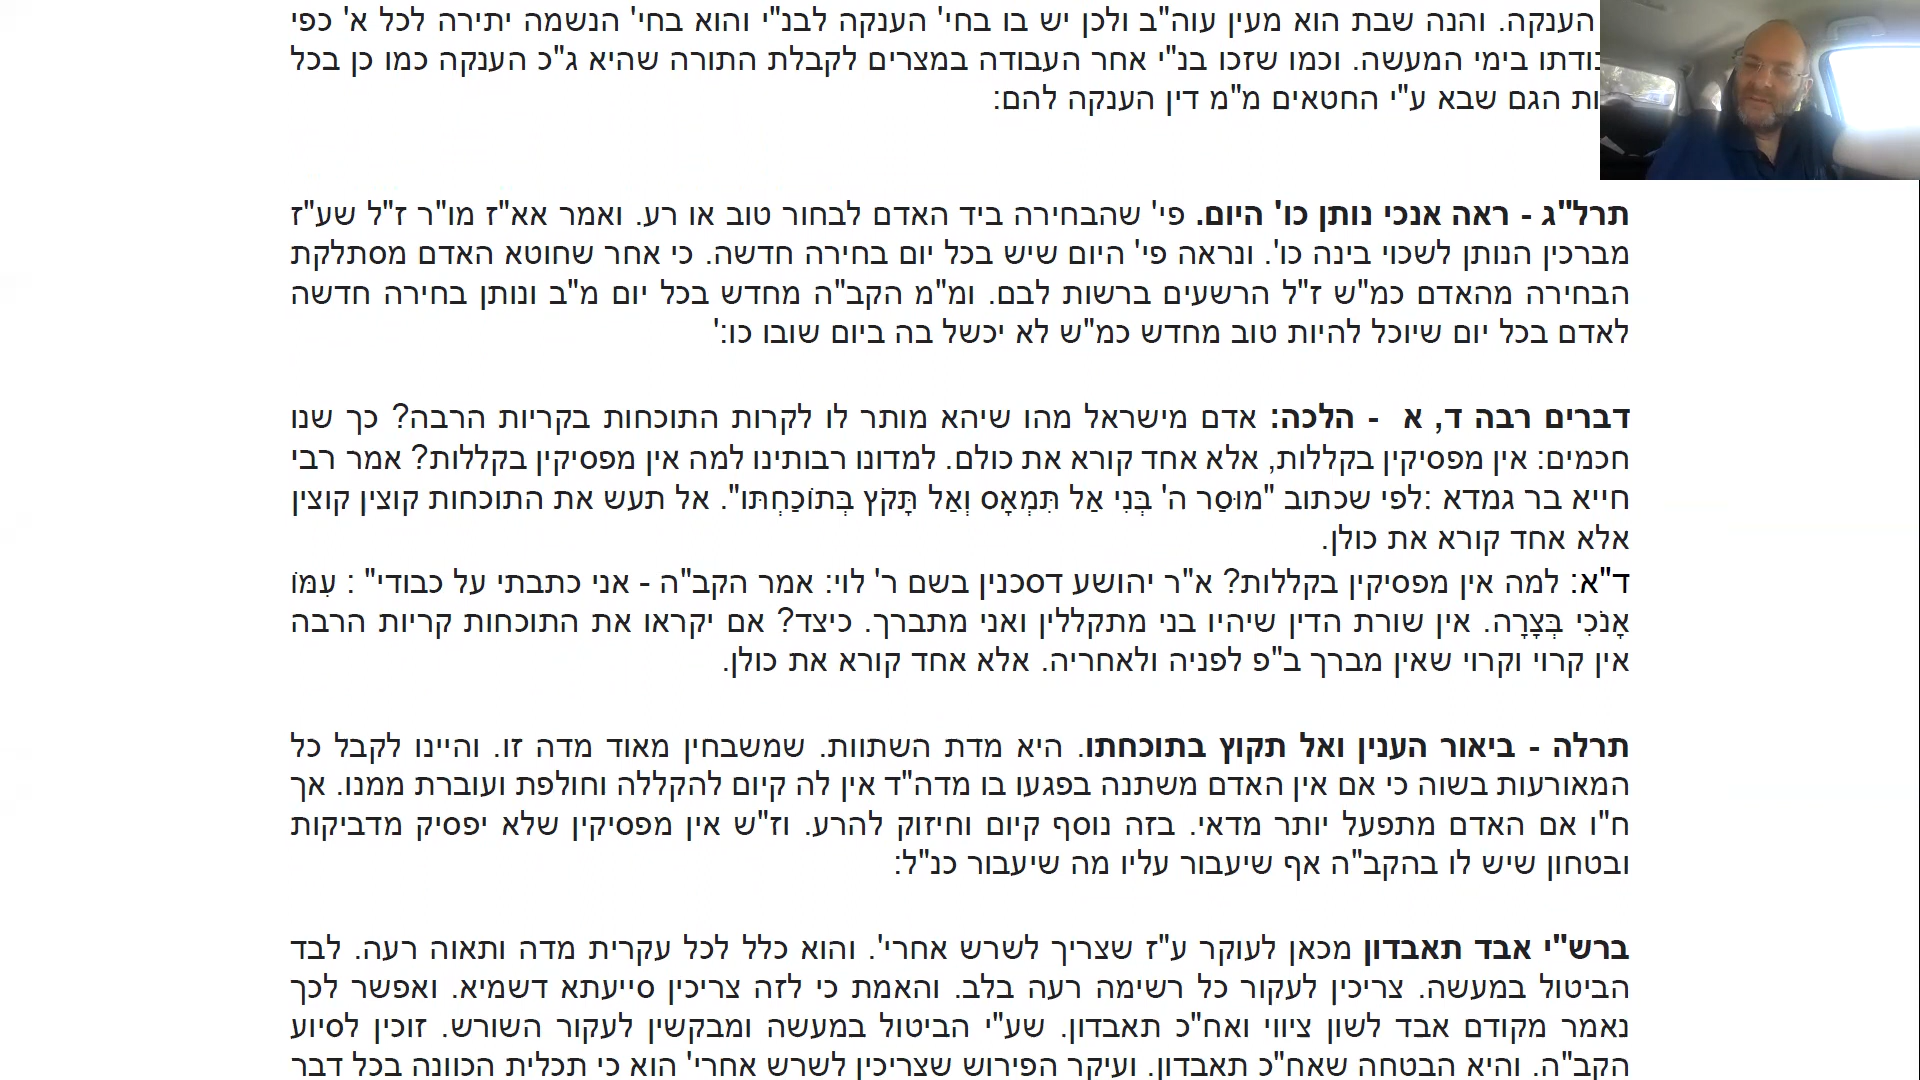 הענקה. והנה שבת הוא מעין עוה"ב ולכן יש בו בחי' הענקה לבנ"י והוא בחי' הנשמה יתירה לכל א' כפי
בימי המעשה. וכמו שזכו בנ"י אחר העבודה במצרים לקבלת התורה שהיא ג"כ הענקה כמו כן בכל
הגם שבא ע"י החטאים מ"מ דין הענקה להם:
תרל"ג - ראה אנכי נותן כו' היום. פי' שהבחירה ביד האדם לבחור טוב או רע. ואמר אא"ז מו"ר ז"ל שע"ז
מברכין הנותן לשכוי בינה כו'. ונראה פי' היום שיש בכל יום בחירה חדשה. כי אחר שחוטא האדם מסתלקת
הבחירה מהאדם כמ"ש ז"ל הרשעים ברשות לבם. ומ"מ הקב"ה מחדש בכל יום מ"ב ונותן בחירה חדשה
לאדם בכל יום שיוכל להיות טוב מחדש כמ"ש לא יכשל בה ביום שובו כו:'
דברים רבה ד, א - הלכה: אדם מישראל מהו שיהא מותר לו לקרות התוכחות בקריות הרבה? כך שנו
חכמים: אין מפסיקין בקללות, אלא אחד קורא את כולם. למדונו רבותינו למה אין מפסיקין בקללות? אמר רבי
חייא בר גמדא :לפי שכתוב "מוּסַר ה' בְּנִי אַל תִּמְאָס וְאַל תָּקֹץ בְּתוֹכַחְתּוֹ". אל תעש את התוכחות קוצין קוצין
אלא אחד קורא את כולן.
ד"א: למה אין מפסיקין בקללות? א"ר יהושע דסכנין בשם ר' לוי: אמר הקב"ה - אני כתבתי על כבודי" : עִמּוֹ
אָנֹכִי בְּצָרָה. אין שורת הדין שיהיו בני מתקללין ואני מתברך. כיצד? אם יקראו את התוכחות קריות הרבה
אין קרוי וקרוי שאין מברך ב"פ לפניה ולאחריה. אלא אחד קורא את כולן.
תרלה - ביאור הענין ואל תקוץ בתוכחתו. היא מדת השתוות. שמשבחין מאוד מדה זו. והיינו לקבל כל
המאורעות בשוה כי אם אין האדם משתנה בפגעו בו מדה"ד אין לה קיום להקללה וחולפת ועוברת ממנו. אך
ח"ו אם האדם מתפעל יותר מדאי. בזה נוסף קיום וחיזוק להרע. וז"ש אין מפסיקין שלא יפסיק מדביקות
ובטחון שיש לו בהקב"ה אף שיעבור עליו מה שיעבור כנ"ל:
ברש"י אבד תאבדון מכאן לעוקר ע"ז שצריך לשרש אחרי'. והוא כלל לכל עקרית מדה ותאוה רעה. לבד
הביטול במעשה. צריכין לעקור כל רשימה רעה בלב. והאמת כי לזה צריכין סייעתא דשמיא. ואפשר לכך
נאמר מקודם אבד לשון ציווי ואח"כ תאבדון. שע"י הביטול במעשה ומבקשין לעקור השורש. זוכין לסיוע
הקב"ה. והיא הבטחה שאח"כ תאבדון. ועיקר הפירוש שצריכין לשרש אחרי' הוא כי תכלית הכוונה בכל דבר